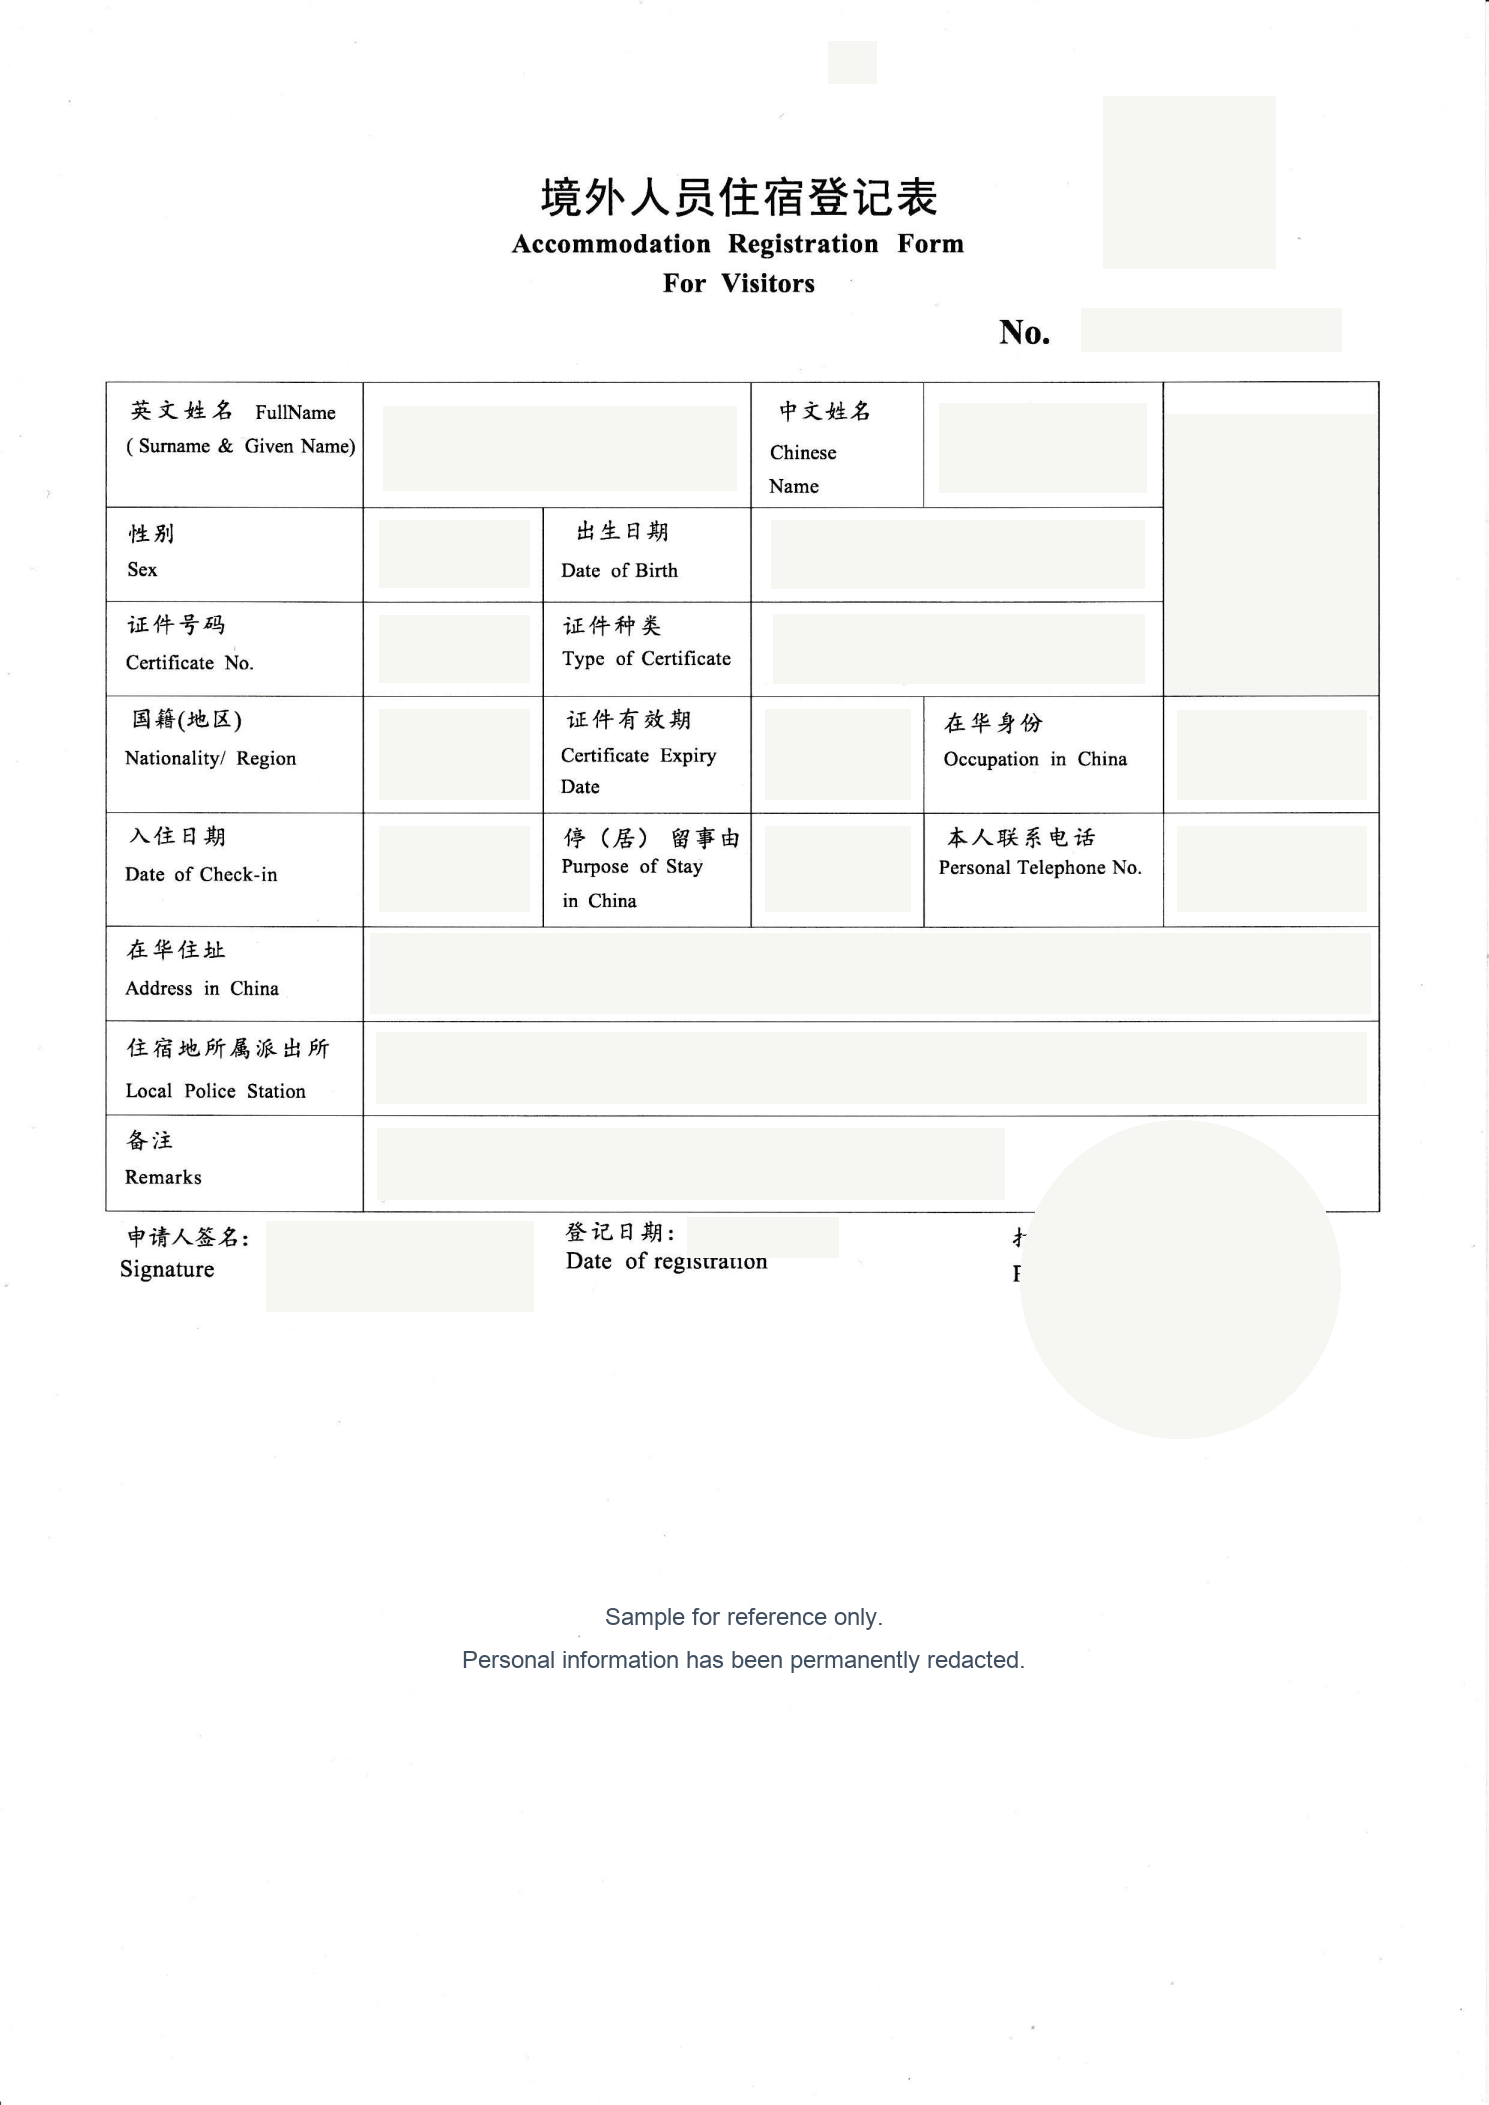 境外人员住宿登记表
Accommodation Registration Form
For Visitors
No.
英文姓名 FullName
( Surname & Given Name)
中文姓名
Chinese
Name
性别
Sex
出生日期
Date of Birth
证件号码
Certificate No.
证件种类
Type of Certificate
国籍(地区)
Nationality/ Region
证件有效期
Certificate Expiry
Date
在华身份
Occupation in China
入住日期
Date of Check-in
停（居） 留事由
Purpose of Stay
in China
本人联系电话
Personal Telephone No.
在华住址
Address in China
住宿地所属派出所
Local Police Station
备注
Remarks
申请人签名:
Signature
登记日期:
Date of registration
Sample for reference only.
Personal information has been permanently redacted.